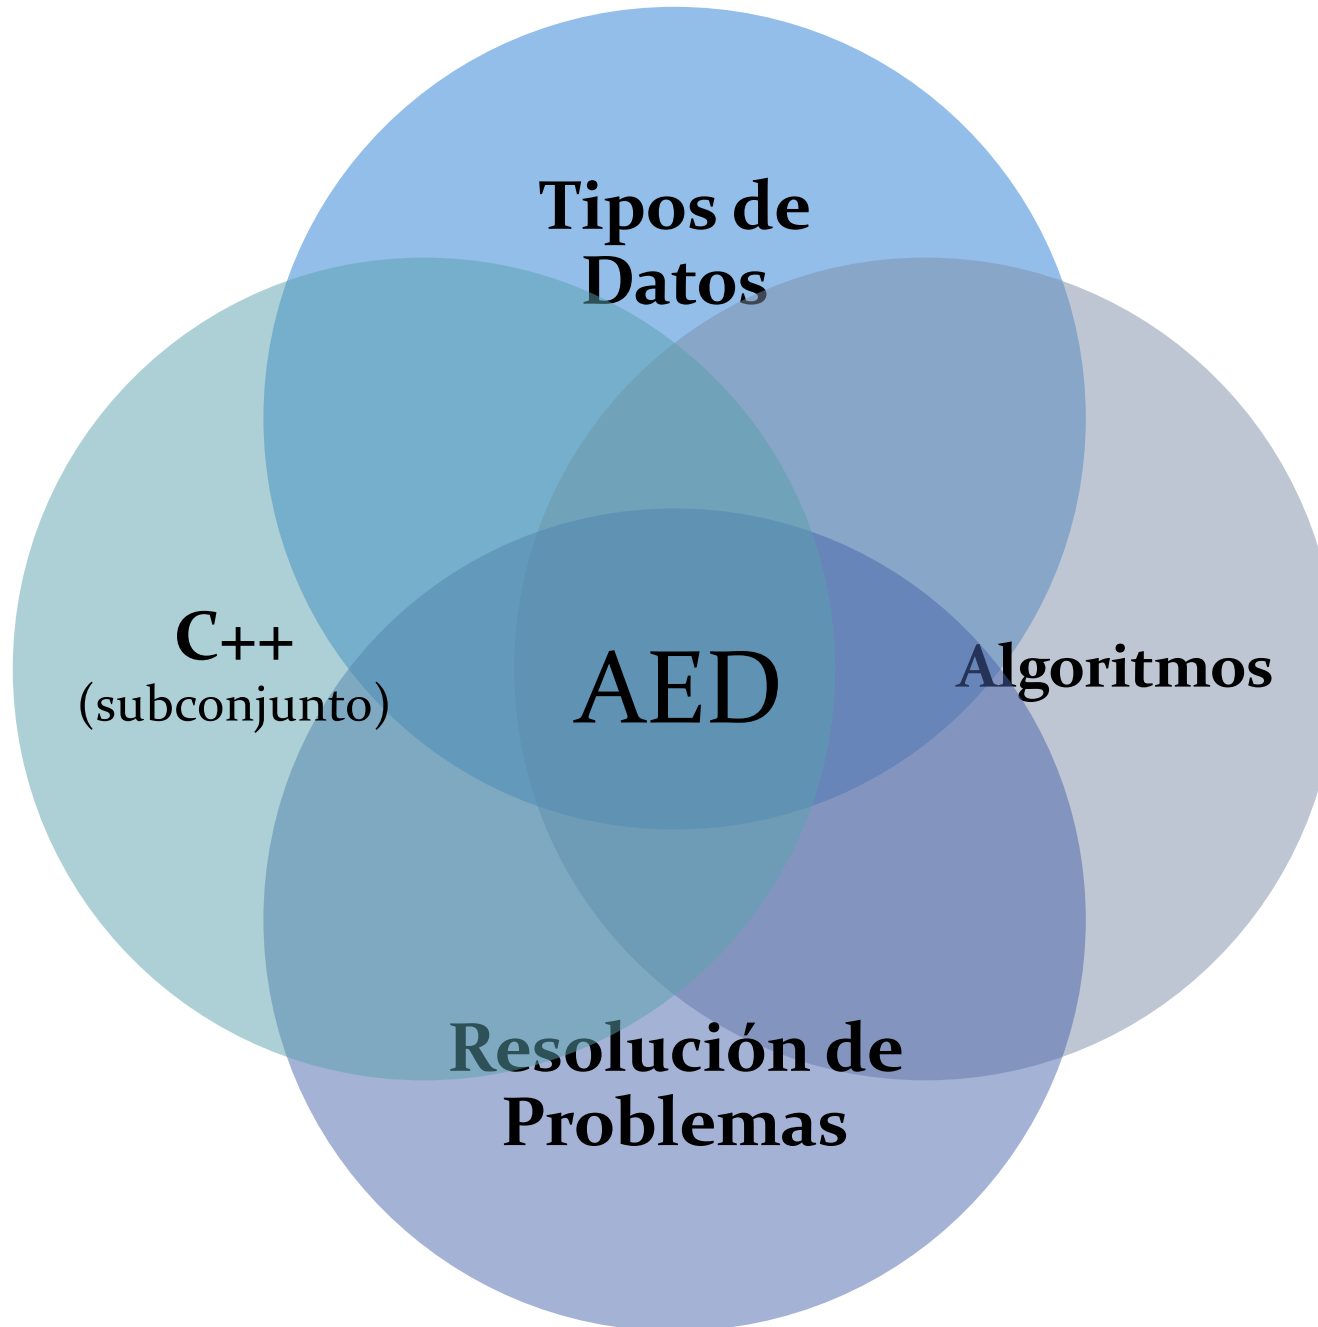 Tipos de
Datos
C++
(subconjunto)
AED
Algoritmos
Resolución de
Problemas